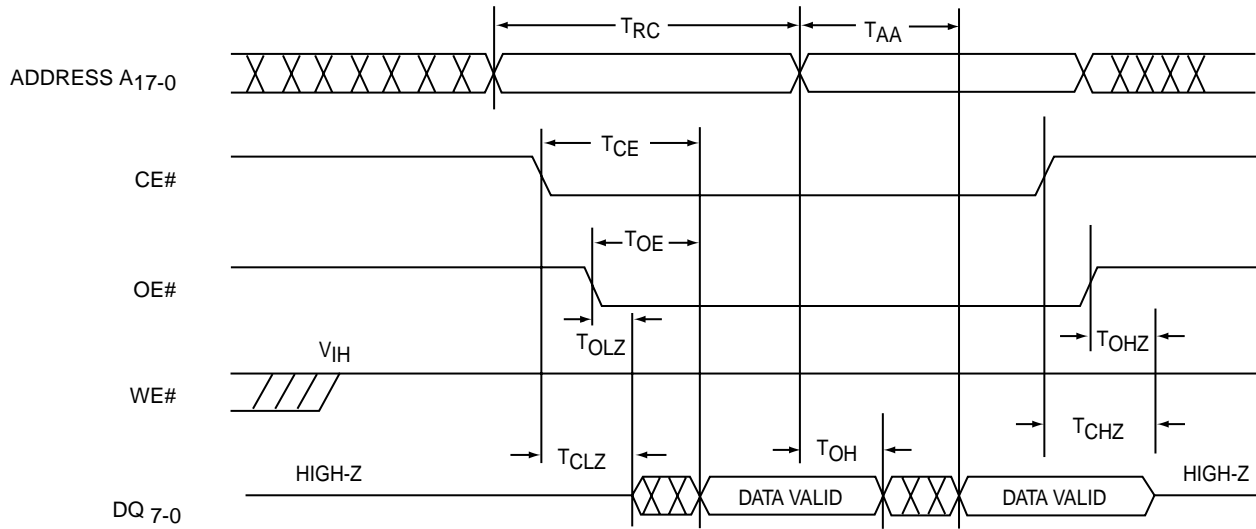 TRC
TAA
ADDRESS A17-0
TCE
CE#
TOE
OE#
TOLZ
TOHZ
VIH
WE#
TCLZ
TOH
TCHZ
HIGH-Z
HIGH-Z
DATA VALID
DATA VALID
DQ 7-0